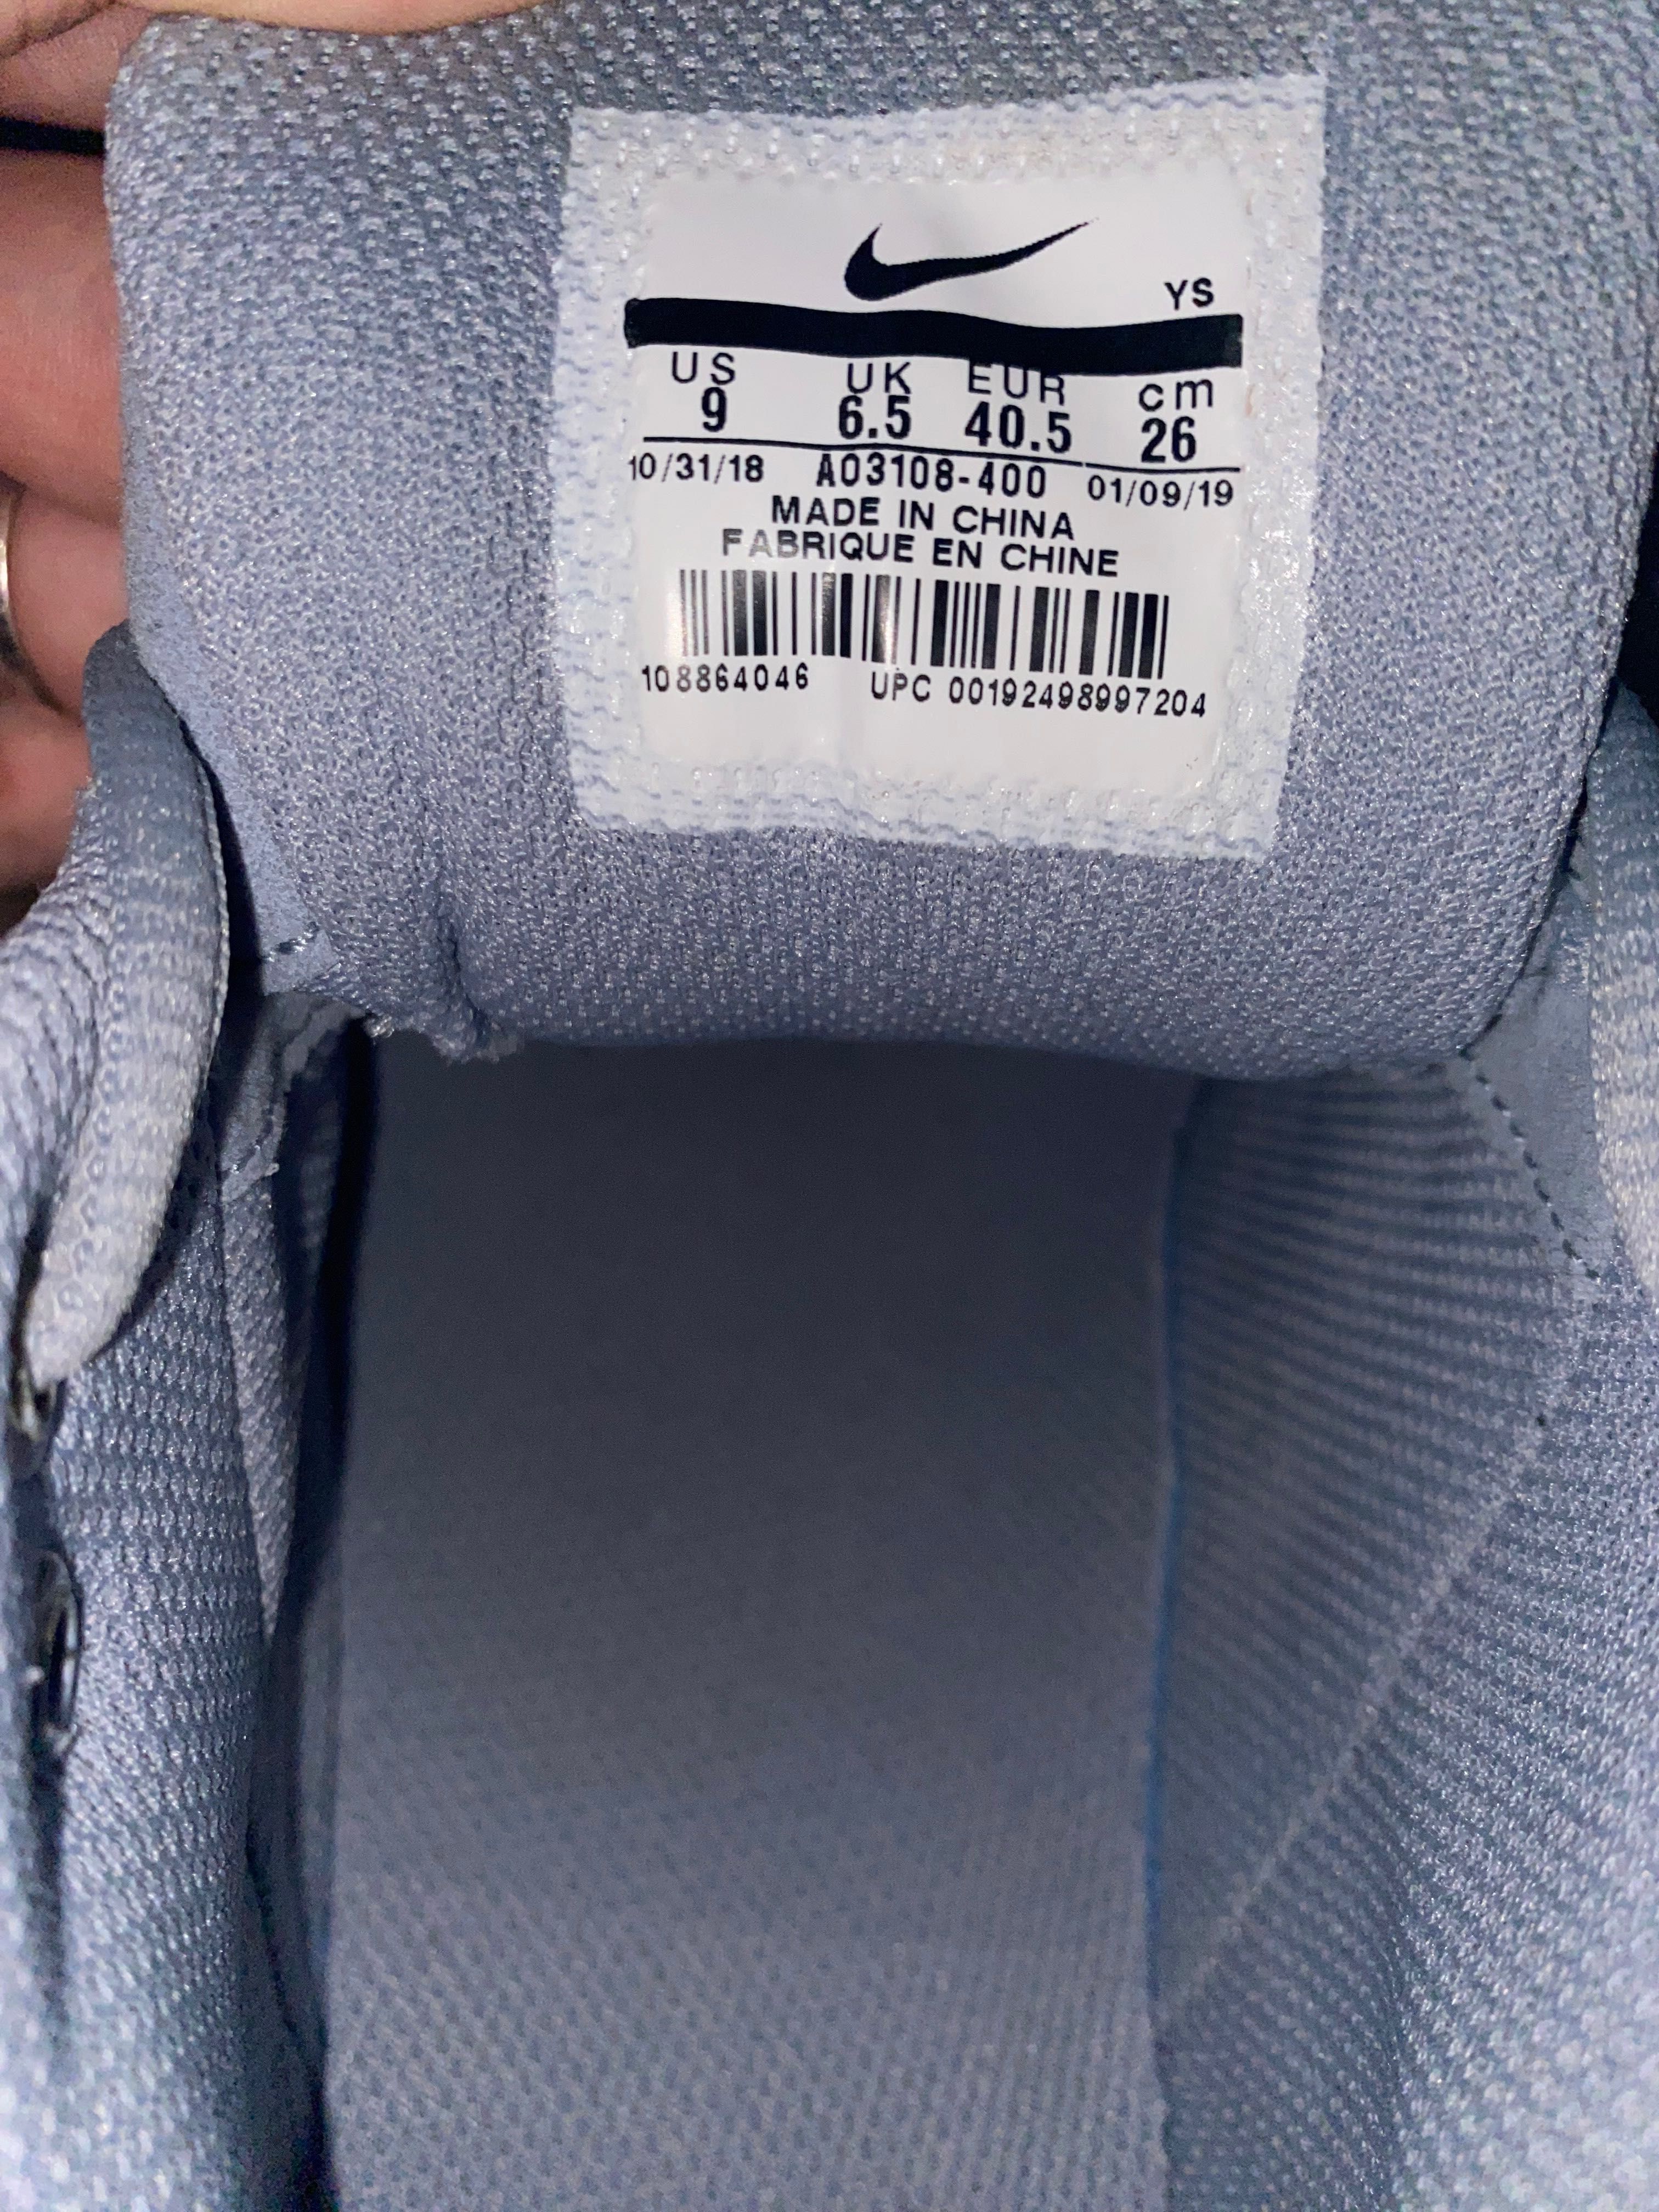 YS
US UK EUR cm
9 6.5 40.5 26
10/31/18 AO3108-400 01/09/19
MADE IN CHINA
FABRIQUE EN CHINE
108864046 UPC 00192498997204